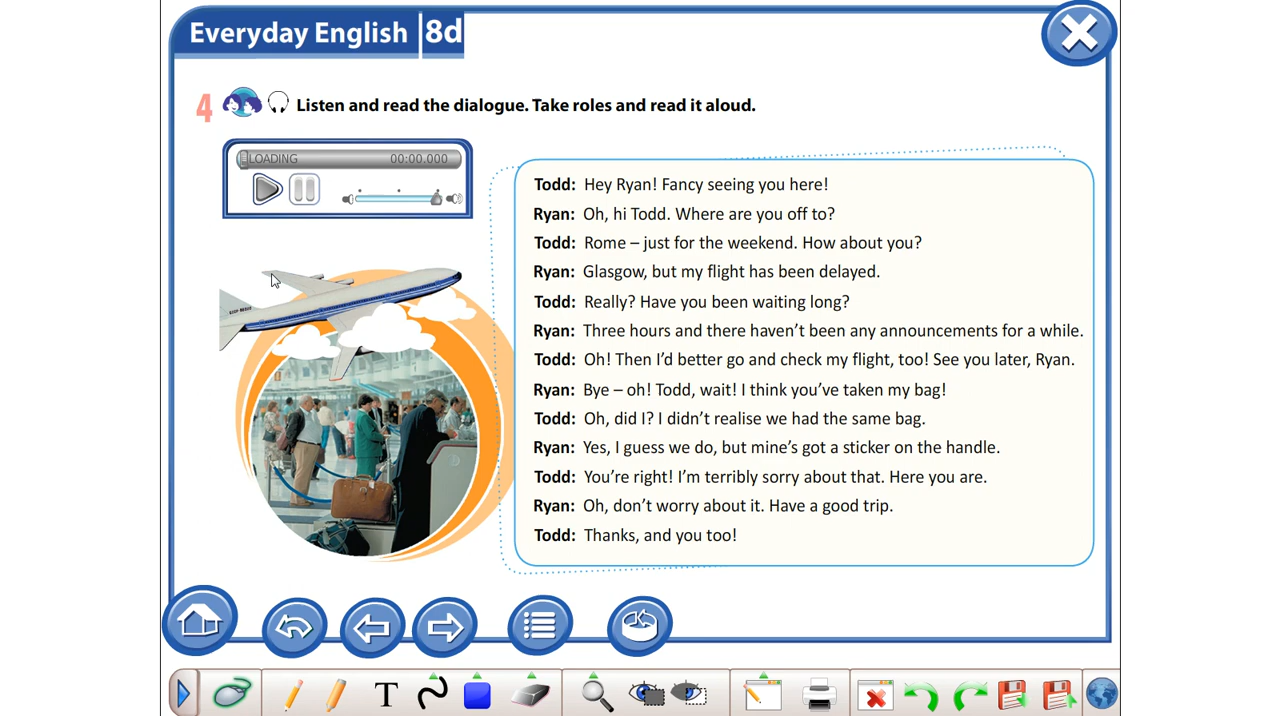 Everyday English 8d
4 Listen and read the dialogue. Take roles and read it aloud.
LOADING 00:00.000
Todd: Hey Ryan! Fancy seeing you here!
Ryan: Oh, hi Todd. Where are you off to?
Todd: Rome – just for the weekend. How about you?
Ryan: Glasgow, but my flight has been delayed.
Todd: Really? Have you been waiting long?
Ryan: Three hours and there haven’t been any announcements for a while.
Todd: Oh! Then I’d better go and check my flight, too! See you later, Ryan.
Ryan: Bye – oh! Todd, wait! I think you’ve taken my bag!
Todd: Oh, did I? I didn’t realise we had the same bag.
Ryan: Yes, I guess we do, but mine’s got a sticker on the handle.
Todd: You’re right! I’m terribly sorry about that. Here you are.
Ryan: Oh, don’t worry about it. Have a good trip.
Todd: Thanks, and you too!
T